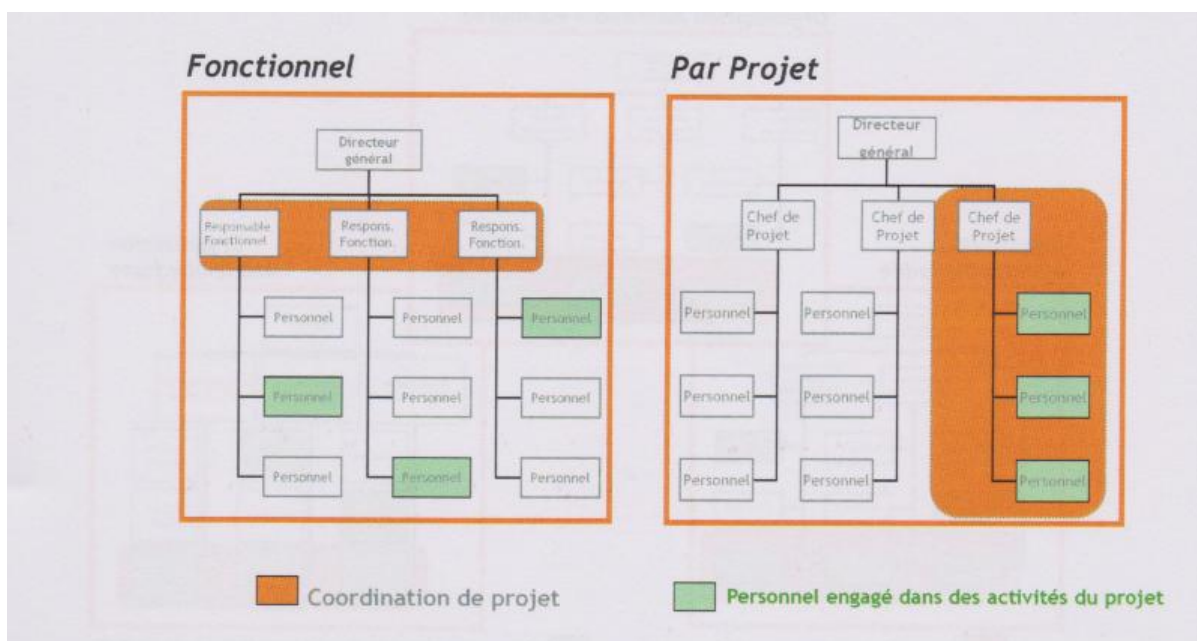 Fonctionnel
Directeur
général
Responsable
Fonctionnel
Respons.
Fonction.
Respons.
Fonction.
Personnel
Personnel
Personnel
Personnel
Personnel
Personnel
Personnel
Personnel
Personnel
Par Projet
Directeur
général
Chef de
Projet
Chef de
Projet
Chef de
Projet
Personnel
Personnel
Personnel
Personnel
Personnel
Personnel
Personnel
Personnel
Personnel
Coordination de projet
Personnel engagé dans des activités du projet